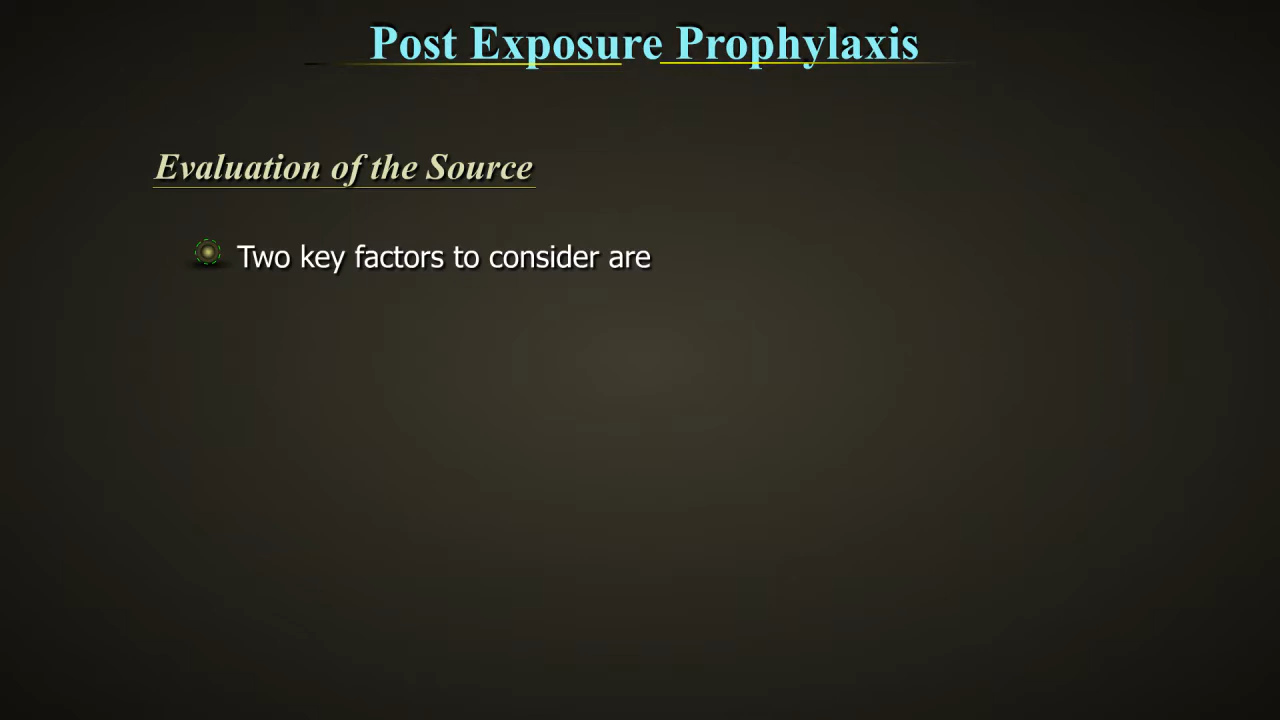 Post Exposure Prophylaxis
Evaluation of the Source
Two key factors to consider are